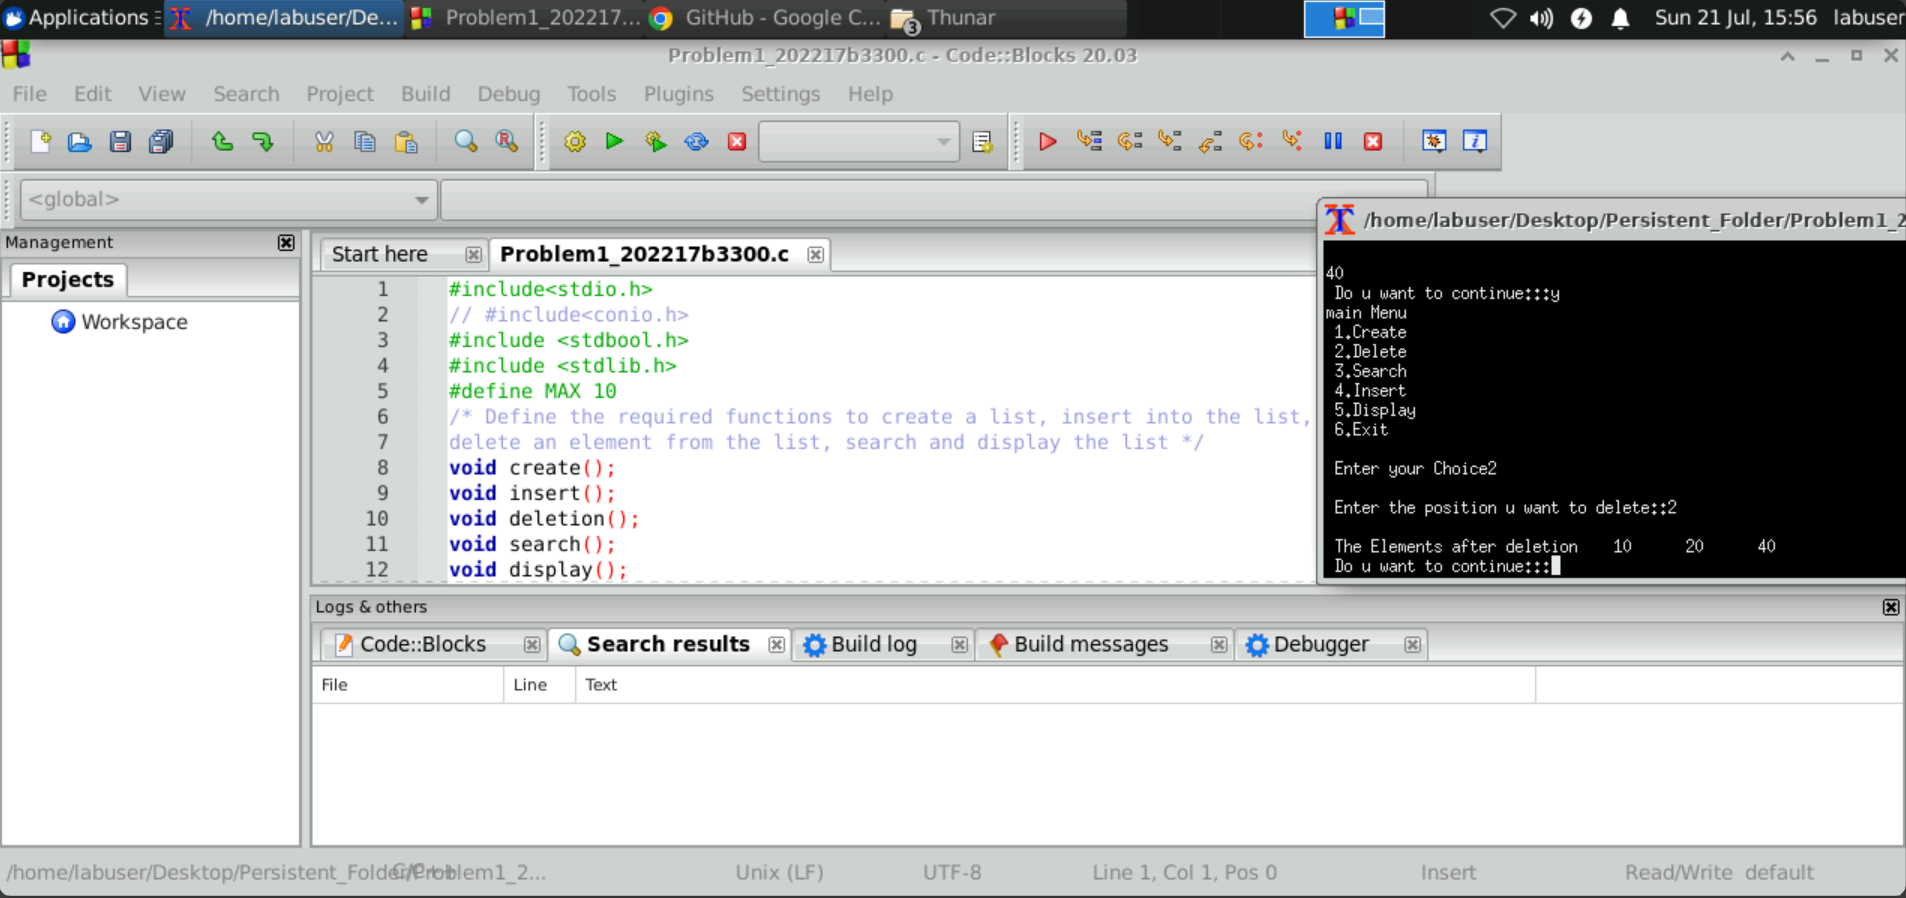 Applications
/home/labuser/De...
Problem1_202217...
GitHub - Google C...
3
Thunar
Sun 21 Jul, 15:56
labuser
Problem1_202217b3300.c - Code::Blocks 20.03
File Edit View Search Project Build Debug Tools Plugins Settings Help
<global>
Management
Projects
Workspace
Start here
Problem1_202217b3300.c
1 #include<stdio.h>
2 // #include<conio.h>
3 #include <stdbool.h>
4 #include <stdlib.h>
5 #define MAX 10
6 /* Define the required functions to create a list, insert into the list,
7 delete an element from the list, search and display the list */
8 void create();
9 void insert();
10 void deletion();
11 void search();
12 void display();
/home/labuser/Desktop/Persistent_Folder/Problem1_2
40
Do u want to continue:::y
main Menu
1.Create
2.Delete
3.Search
4.Insert
5.Display
6.Exit
Enter your Choice2
Enter the position u want to delete::2
The Elements after deletion 10 20 40
Do u want to continue:::
Logs & others
Code::Blocks
Search results
Build log
Build messages
Debugger
File Line Text
/home/labuser/Desktop/Persistent_Folder/Problem1_2...
Unix (LF)
UTF-8
Line 1, Col 1, Pos 0
Insert
Read/Write
default